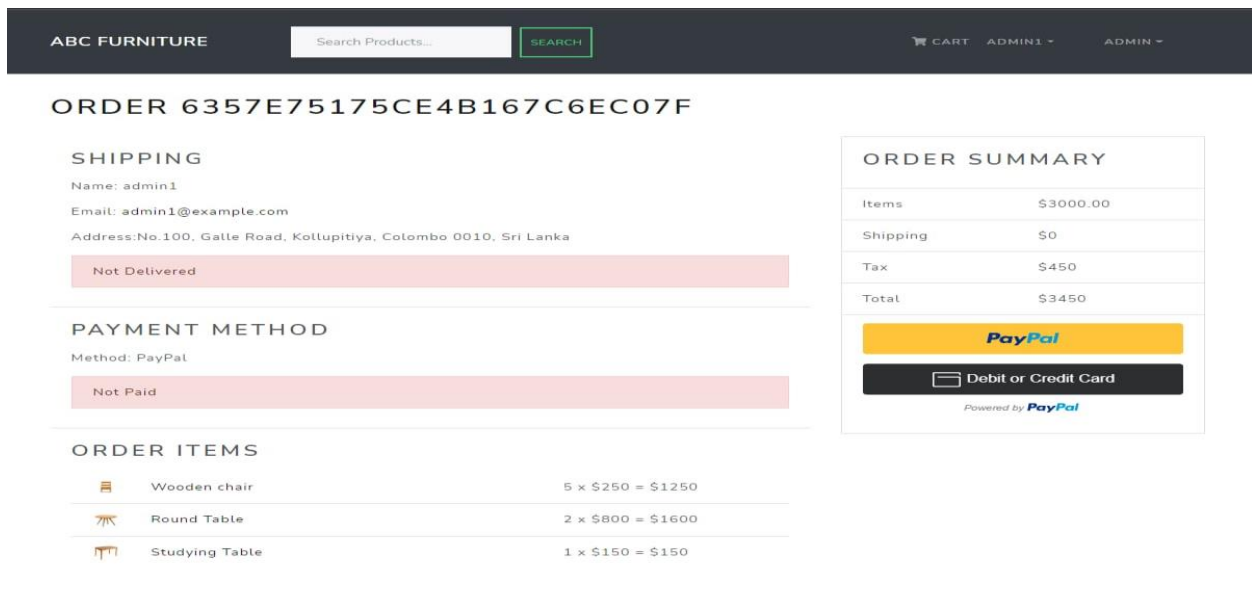 ABC FURNITURE Search Products... SEARCH CART ADMIN1 ADMIN
ORDER 6357E75175CE4B167C6EC07F
SHIPPING
Name: admin1
Email: admin1@example.com
Address:No.100, Galle Road, Kollupitiya, Colombo 0010, Sri Lanka
Not Delivered
PAYMENT METHOD
Method: PayPal
Not Paid
ORDER ITEMS
Wooden chair 5 x $250 = $1250
Round Table 2 x $800 = $1600
Studying Table 1 x $150 = $150
ORDER SUMMARY
Items $3000.00
Shipping $0
Tax $450
Total $3450
PayPal
Debit or Credit Card
Powered by PayPal